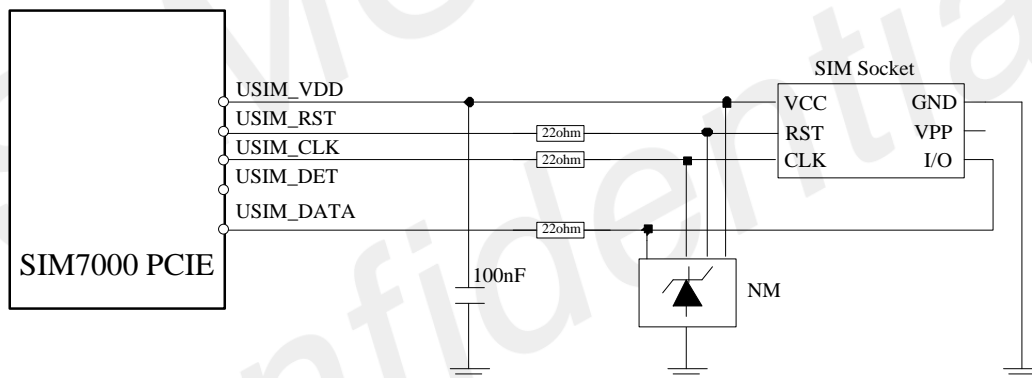 SIM Socket
USIM_VDD
VCC GND
USIM_RST
22ohm
RST VPP
USIM_CLK
22ohm
CLK I/O
USIM_DET
USIM_DATA
22ohm
SIM7000 PCIE
100nF
NM